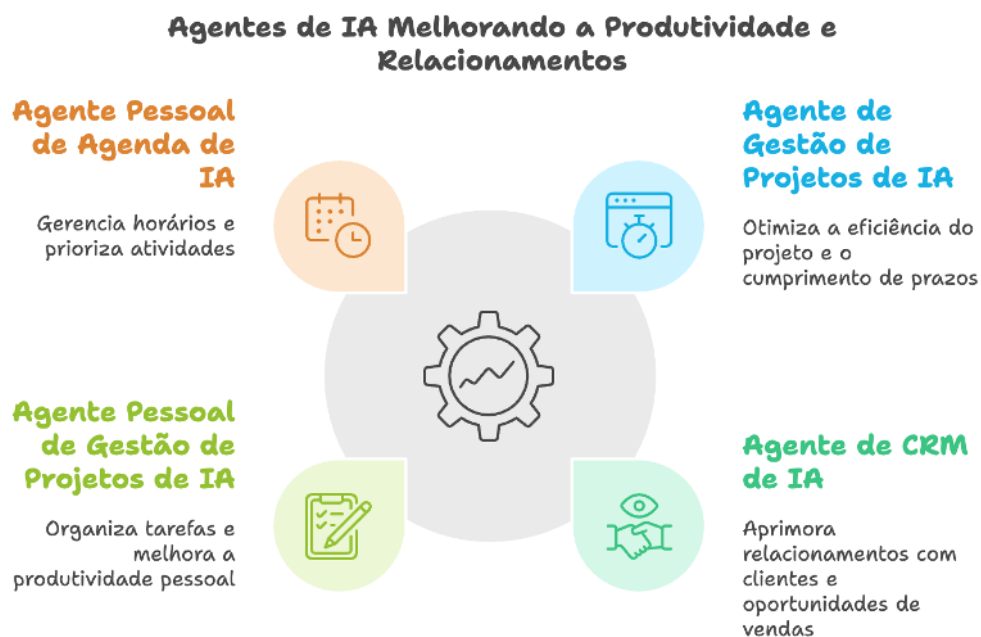 Agentes de IA Melhorando a Produtividade e
Relacionamentos
Agente Pessoal
de Agenda de
IA
Gerencia horários e
prioriza atividades
Agente de
Gestão de
Projetos de IA
Otimiza a eficiência do
projeto e o
cumprimento de prazos
Agente Pessoal
de Gestão de
Projetos de IA
Organiza tarefas e
melhora a
produtividade pessoal
Agente de CRM
de IA
Aprimora
relacionamentos com
clientes e
oportunidades de
vendas